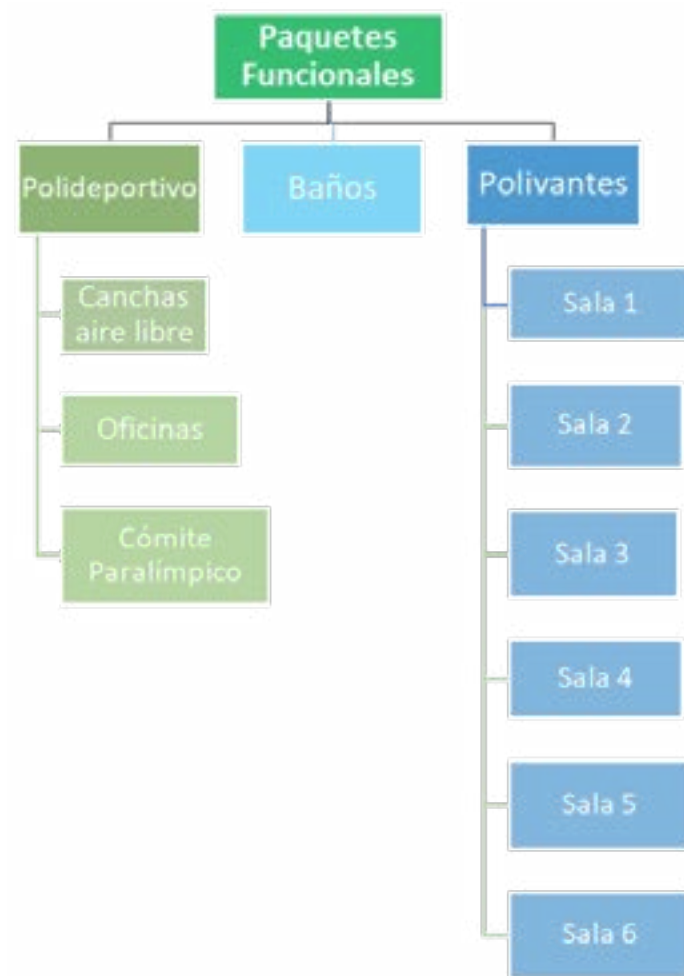 Paquetes
Funcionales
Polideportivo
Baños
Polivantes
Canchas
aire libre
Oficinas
Cómite
Paralímpico
Sala 1
Sala 2
Sala 3
Sala 4
Sala 5
Sala 6